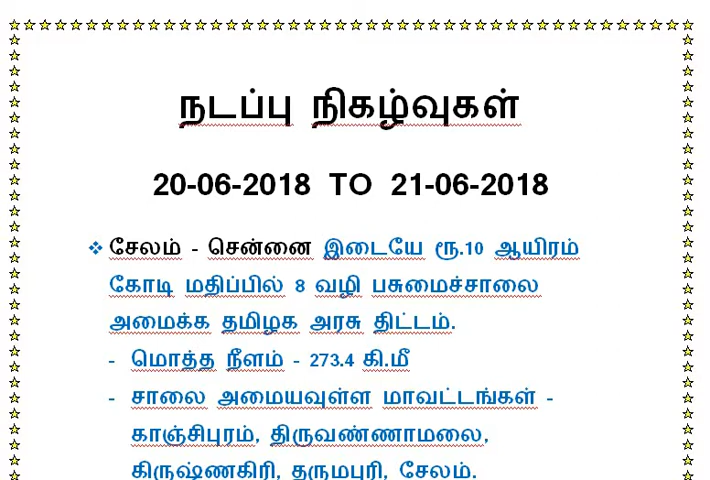 நடப்பு நிகழ்வுகள்
20-06-2018 TO 21-06-2018
❖ சேலம் - சென்னை இடையே ரூ.10 ஆயிரம்
கோடி மதிப்பில் 8 வழி பசுமைச்சாலை
அமைக்க தமிழக அரசு திட்டம்.
- மொத்த நீளம் - 273.4 கி.மீ
- சாலை அமையவுள்ள மாவட்டங்கள் -
காஞ்சிபுரம், திருவண்ணாமலை,
கிருஷ்ணகிரி, தருமபுரி, சேலம்.